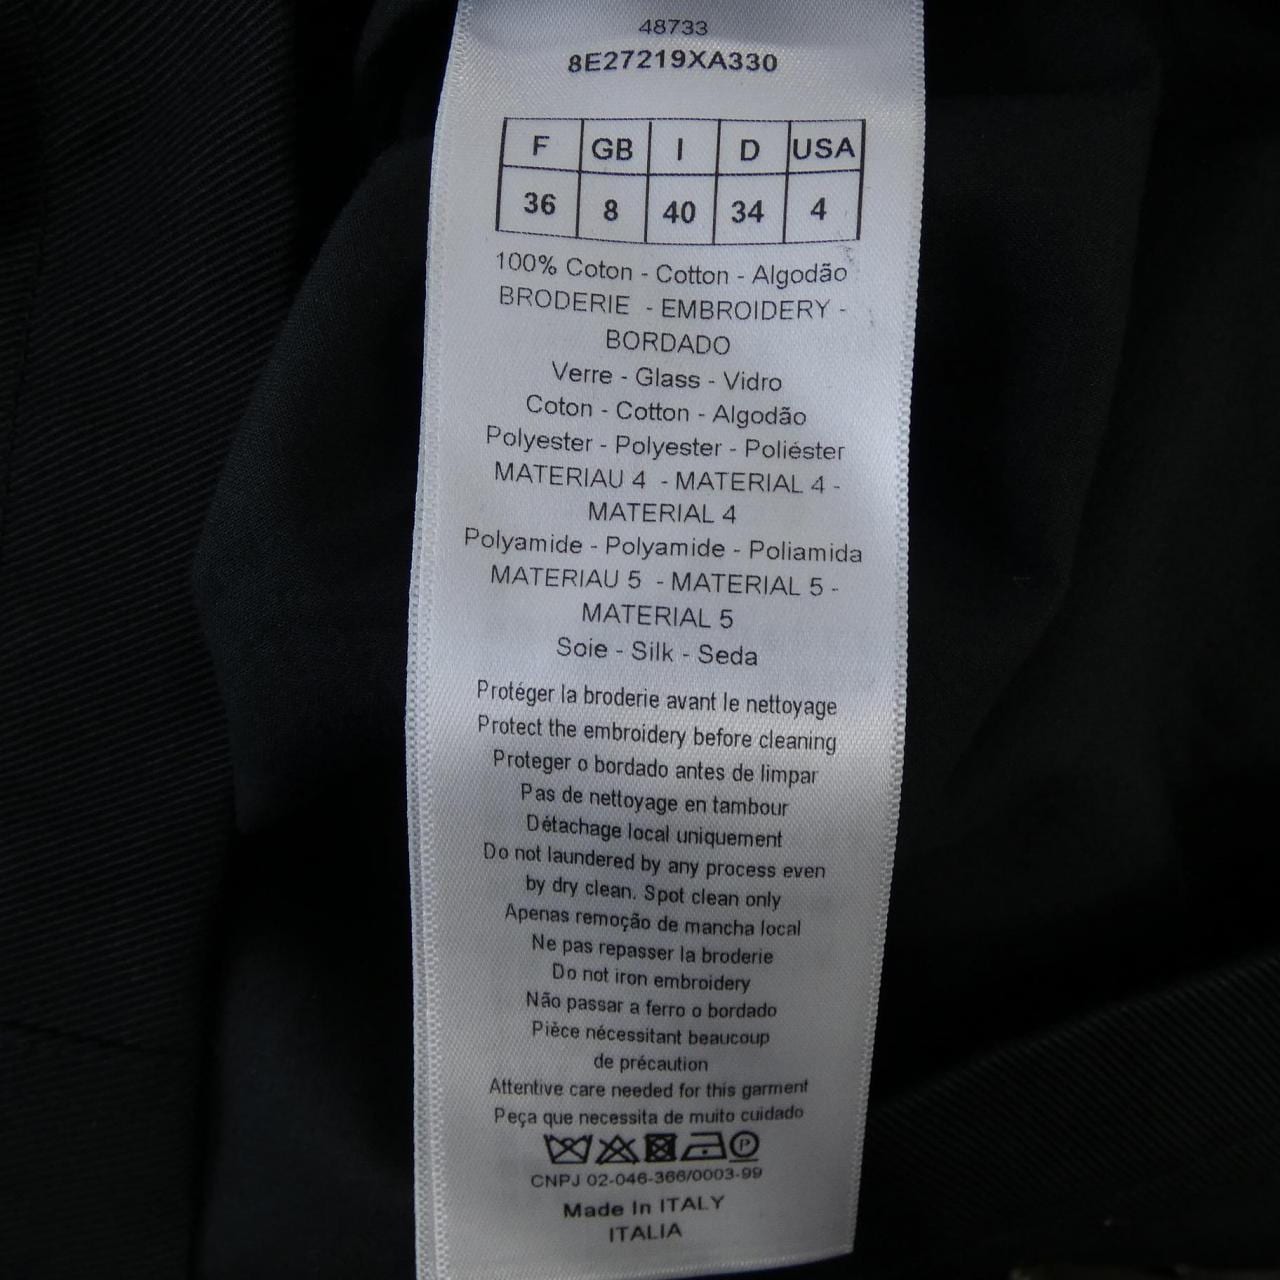 48733
8E27219XA330
F GB I D USA
36 8 40 34 4
100% Coton - Cotton - Algodão
BRODERIE - EMBROIDERY -
BORDADO
Verre - Glass - Vidro
Coton - Cotton - Algodão
Polyester - Polyester - Poliéster
MATERIAU 4 - MATERIAL 4 -
MATERIAL 4
Polyamide - Polyamide - Poliamida
MATERIAU 5 - MATERIAL 5 -
MATERIAL 5
Soie - Silk - Seda
Protéger la broderie avant le nettoyage
Protect the embroidery before cleaning
Proteger o bordado antes de limpar
Pas de nettoyage en tambour
Détachage local uniquement
Do not laundered by any process even
by dry clean. Spot clean only
Apenas remoção de mancha local
Ne pas repasser la broderie
Do not iron embroidery
Não passar a ferro o bordado
Pièce nécessitant beaucoup
de précaution
Attentive care needed for this garment
Peça que necessita de muito cuidado
P
CNPJ 02-046-366/0003-99
Made In ITALY
ITALIA